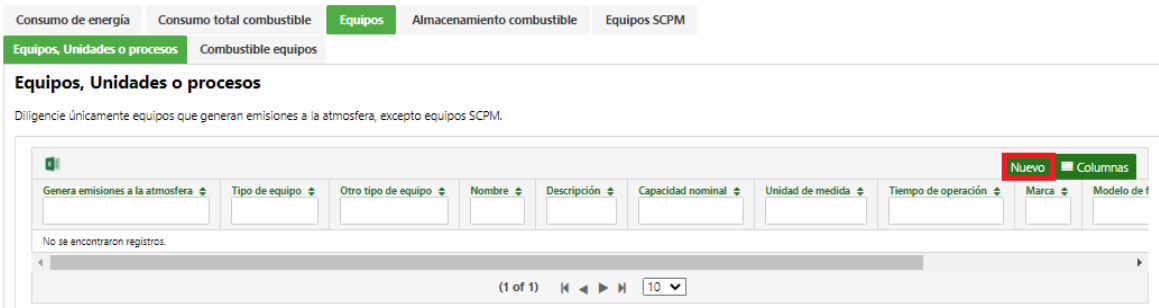 Consumo de energía Consumo total combustible Equipos Almacenamiento combustible Equipos SCPM
Equipos, Unidades o procesos Combustible equipos
Equipos, Unidades o procesos
Diligencie únicamente equipos que generan emisiones a la atmosfera, excepto equipos SCPM.
Nuevo Columnas
Genera emisiones a la atmosfera Tipo de equipo Otro tipo de equipo Nombre Descripción Capacidad nominal Unidad de medida Tiempo de operación Marca Modelo de f
No se encontraron registros.
(1 of 1) 10